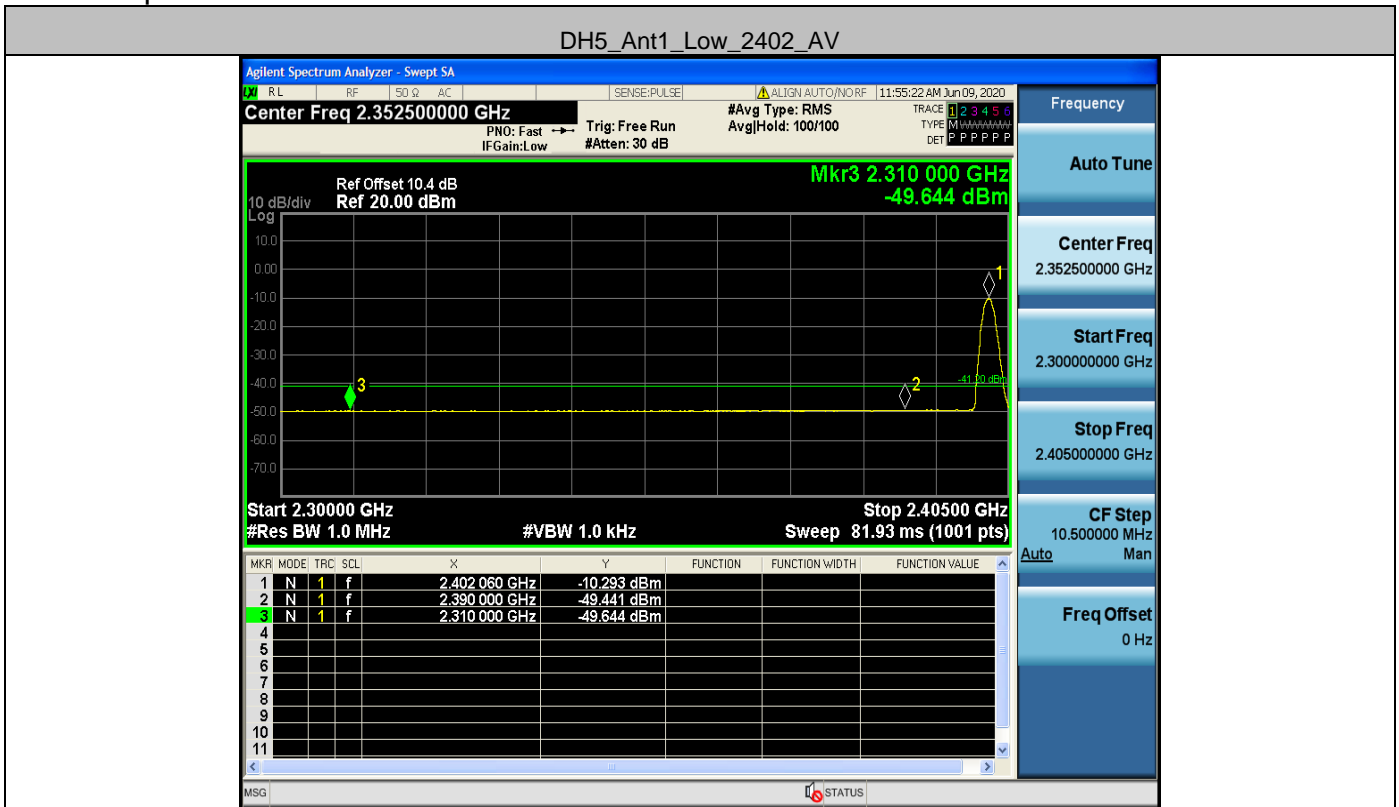 DH5_Ant1_Low_2402_AV
Agilent Spectrum Analyzer - Swept SA
LXI RL RF 50 Ω AC SENSE:PULSE ALIGN AUTO/NO RF 11:55:22 AM Jun 09, 2020
Center Freq 2.352500000 GHz
PNO: Fast
IFGain:Low
Trig: Free Run
#Atten: 30 dB
#Avg Type: RMS
Avg|Hold: 100/100
TRACE 1 2 3 4 5 6
TYPE M WWWWW
DET P P P P P P
Frequency
Mkr3 2.310 000 GHz
-49.644 dBm
Ref Offset 10.4 dB
10 dB/div Ref 20.00 dBm
Log
10.0
0.00
-10.0
-20.0
-30.0
-40.0
-50.0
-60.0
-70.0
1
2
3
-41.20 dBm
Start 2.30000 GHz Stop 2.40500 GHz
#Res BW 1.0 MHz #VBW 1.0 kHz Sweep 81.93 ms (1001 pts)
MKR MODE TRC SCL X Y FUNCTION FUNCTION WIDTH FUNCTION VALUE
1 N 1 f 2.402 060 GHz -10.293 dBm
2 N 1 f 2.390 000 GHz -49.441 dBm
3 N 1 f 2.310 000 GHz -49.644 dBm
4
5
6
7
8
9
10
11
Auto Tune
Center Freq
2.352500000 GHz
Start Freq
2.300000000 GHz
Stop Freq
2.405000000 GHz
CF Step
10.500000 MHz
Auto Man
Freq Offset
0 Hz
MSG STATUS